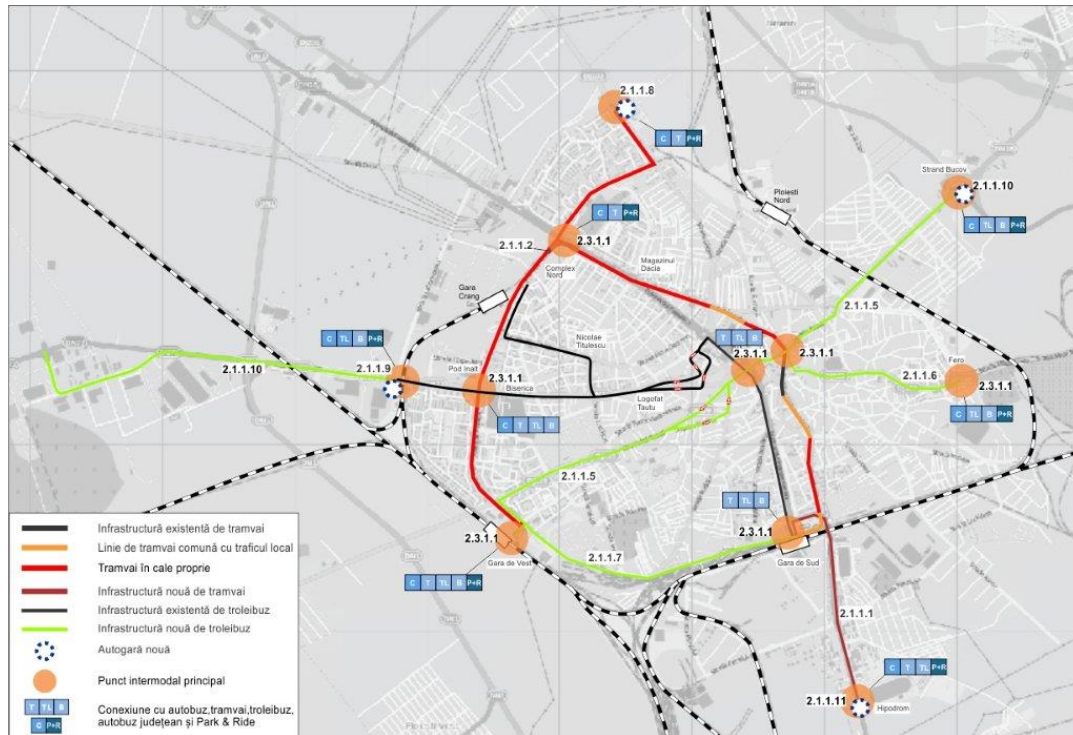 2.1.1.8
C T P+R
Strand Bucov
2.1.1.10
C TL B P+R
Ploiesti
Nord
C T P+R
2.3.1.1
2.1.1.2
Complex
Nord
Magazinul
Dacia
Gara
Crang
2.1.1.5
Nicolae
Titulescu
T TL B
2.3.1.1
2.3.1.1
C TL B P+R
2.1.1.10
2.1.1.9
Pod Inalt
2.3.1.1
Biserica
C T TL B
Logofat
Tautu
Fero
2.1.1.6
2.3.1.1
C TL B P+R
2.1.1.5
T TL B
2.3.1.1
2.3.1.1
Gara de Vest
2.1.1.7
Gara de Sud
C T TL B P+R
2.1.1.1
C T TL P+R
2.1.1.11
Hipodrom
Infrastructură existentă de tramvai
Linie de tramvai comună cu traficul local
Tramvai în cale proprie
Infrastructură nouă de tramvai
Infrastructură existentă de troleibuz
Infrastructură nouă de troleibuz
Autogară nouă
Punct intermodal principal
T TL B
C P+R
Conexiune cu autobuz,tramvai,troleibuz,
autobuz județean și Park & Ride